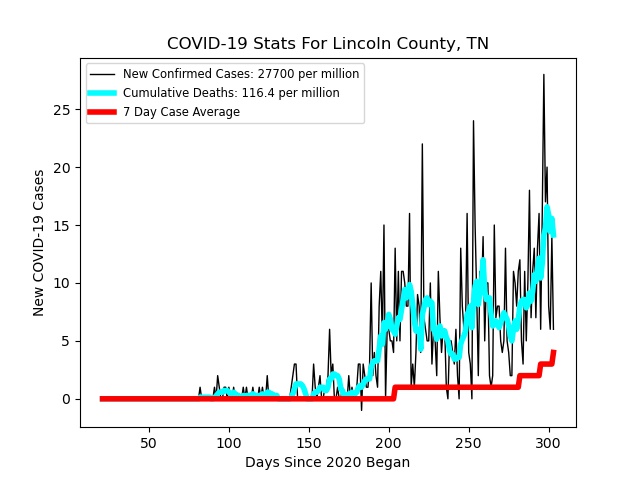 COVID-19 Stats For Lincoln County, TN
New Confirmed Cases: 27700 per million
Cumulative Deaths: 116.4 per million
7 Day Case Average
New COVID-19 Cases
25
20
15
10
5
0
50 100 150 200 250 300
Days Since 2020 Began